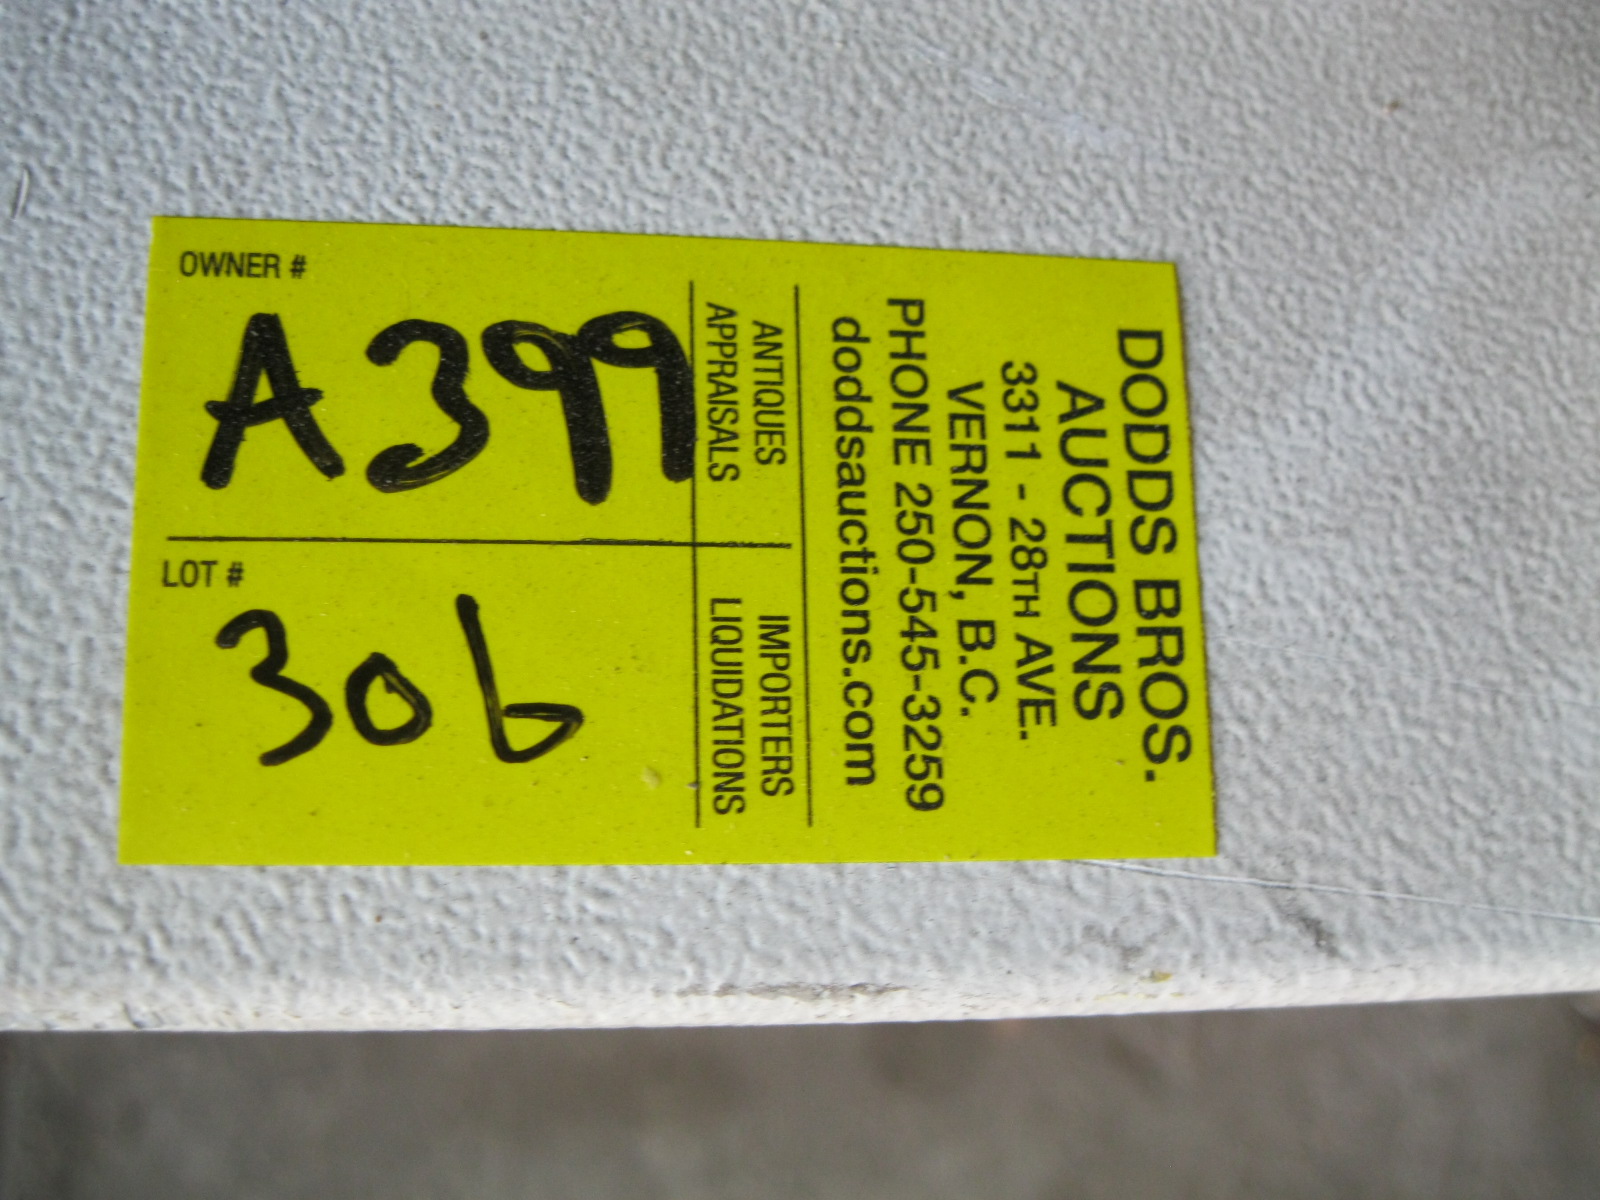 DODDS BROS.
AUCTIONS
3311 - 28TH AVE.
VERNON, B.C.
PHONE 250-545-3259
doddsauctions.com
ANTIQUES IMPORTERS
APPRAISALS LIQUIDATIONS
OWNER #
A399
LOT #
306